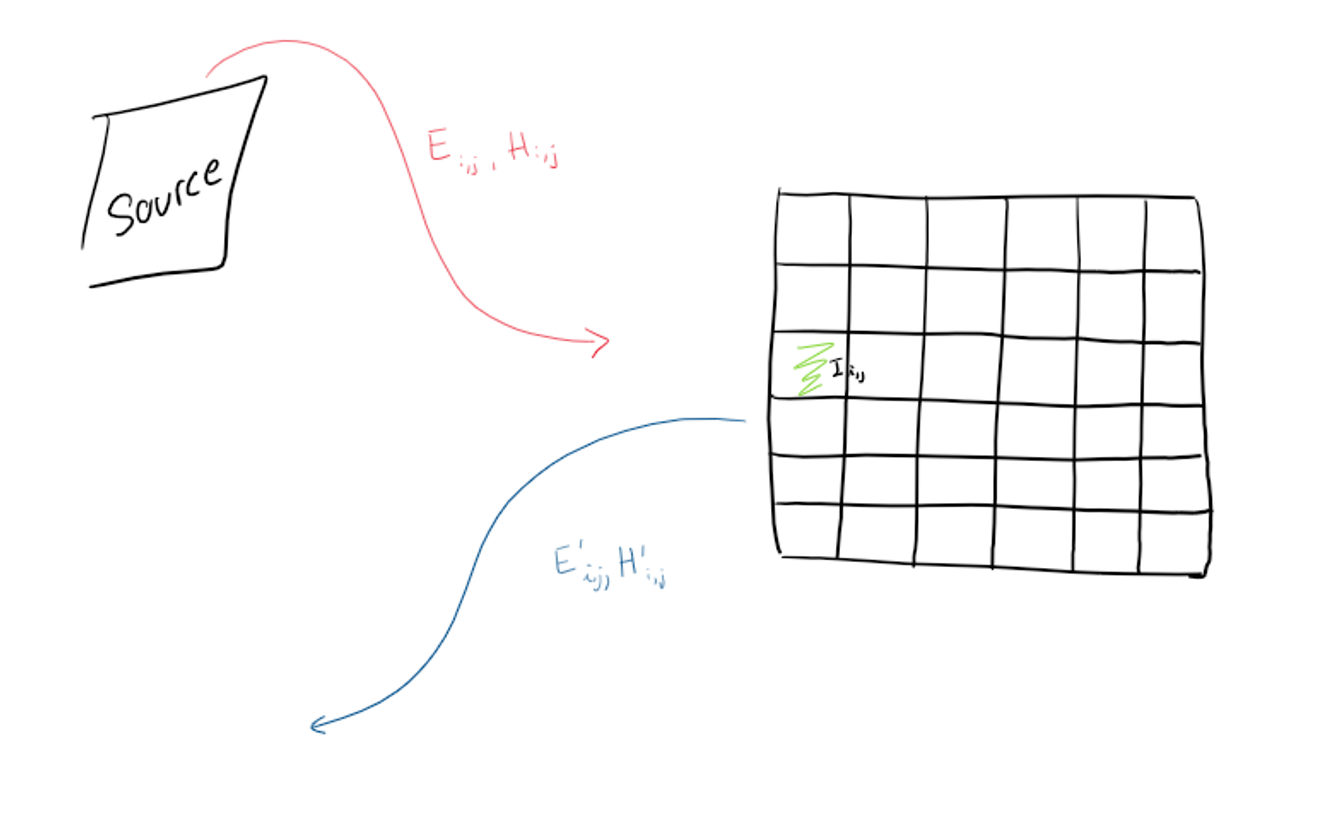 E i,j , H i,j
Source
I i,j
E' i,j, H' i,j